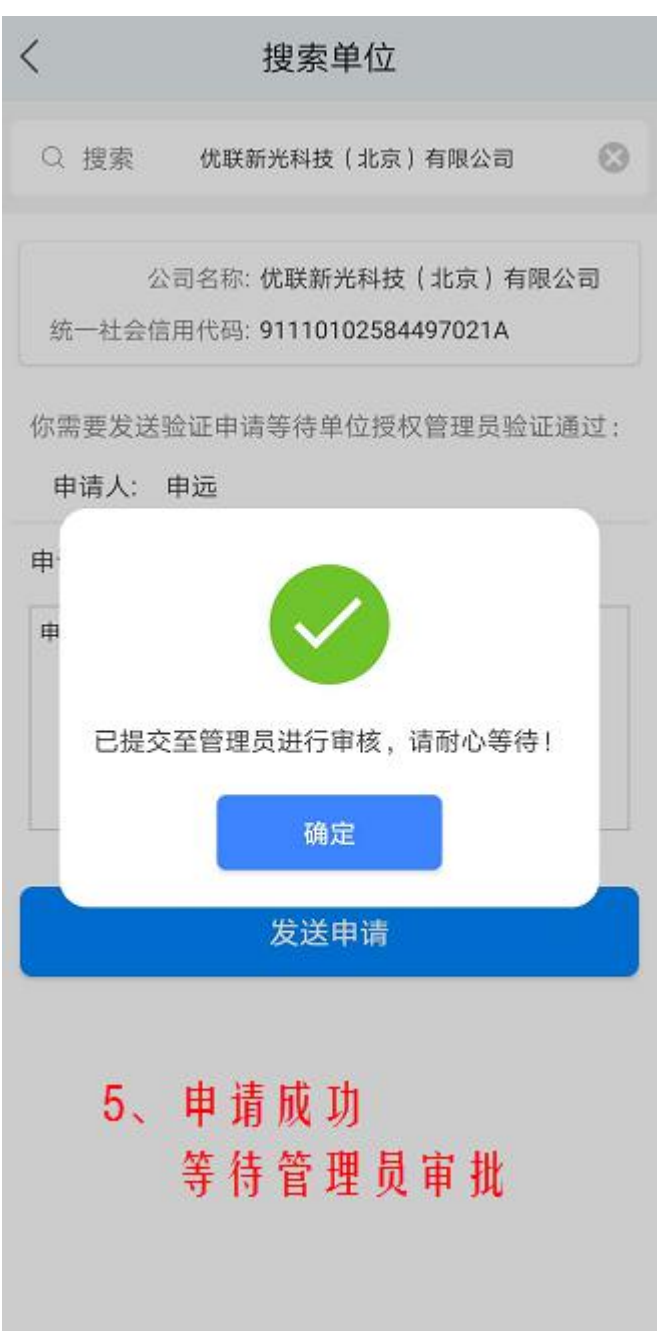 搜索单位
搜索 优联新光科技（北京）有限公司
公司名称: 优联新光科技（北京）有限公司
统一社会信用代码: 91110102584497021A
你需要发送验证申请等待单位授权管理员验证通过：
申请人: 申远
申
申
已提交至管理员进行审核，请耐心等待！
确定
发送申请
5、申请成功
等待管理员审批